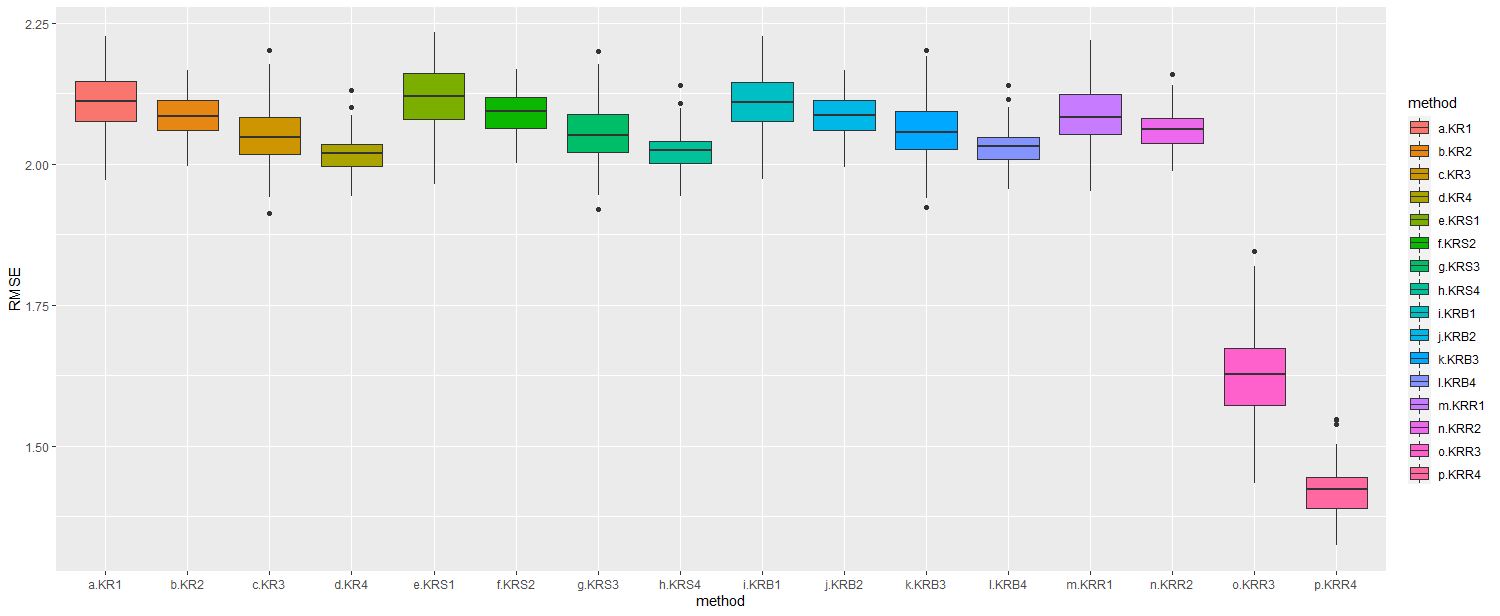 2.25
2.00
1.75
1.50
RMSE
a.KR1 b.KR2 c.KR3 d.KR4 e.KRS1 f.KRS2 g.KRS3 h.KRS4 i.KRB1 j.KRB2 k.KRB3 l.KRB4 m.KRR1 n.KRR2 o.KRR3 p.KRR4
method
method
a.KR1
b.KR2
c.KR3
d.KR4
e.KRS1
f.KRS2
g.KRS3
h.KRS4
i.KRB1
j.KRB2
k.KRB3
l.KRB4
m.KRR1
n.KRR2
o.KRR3
p.KRR4